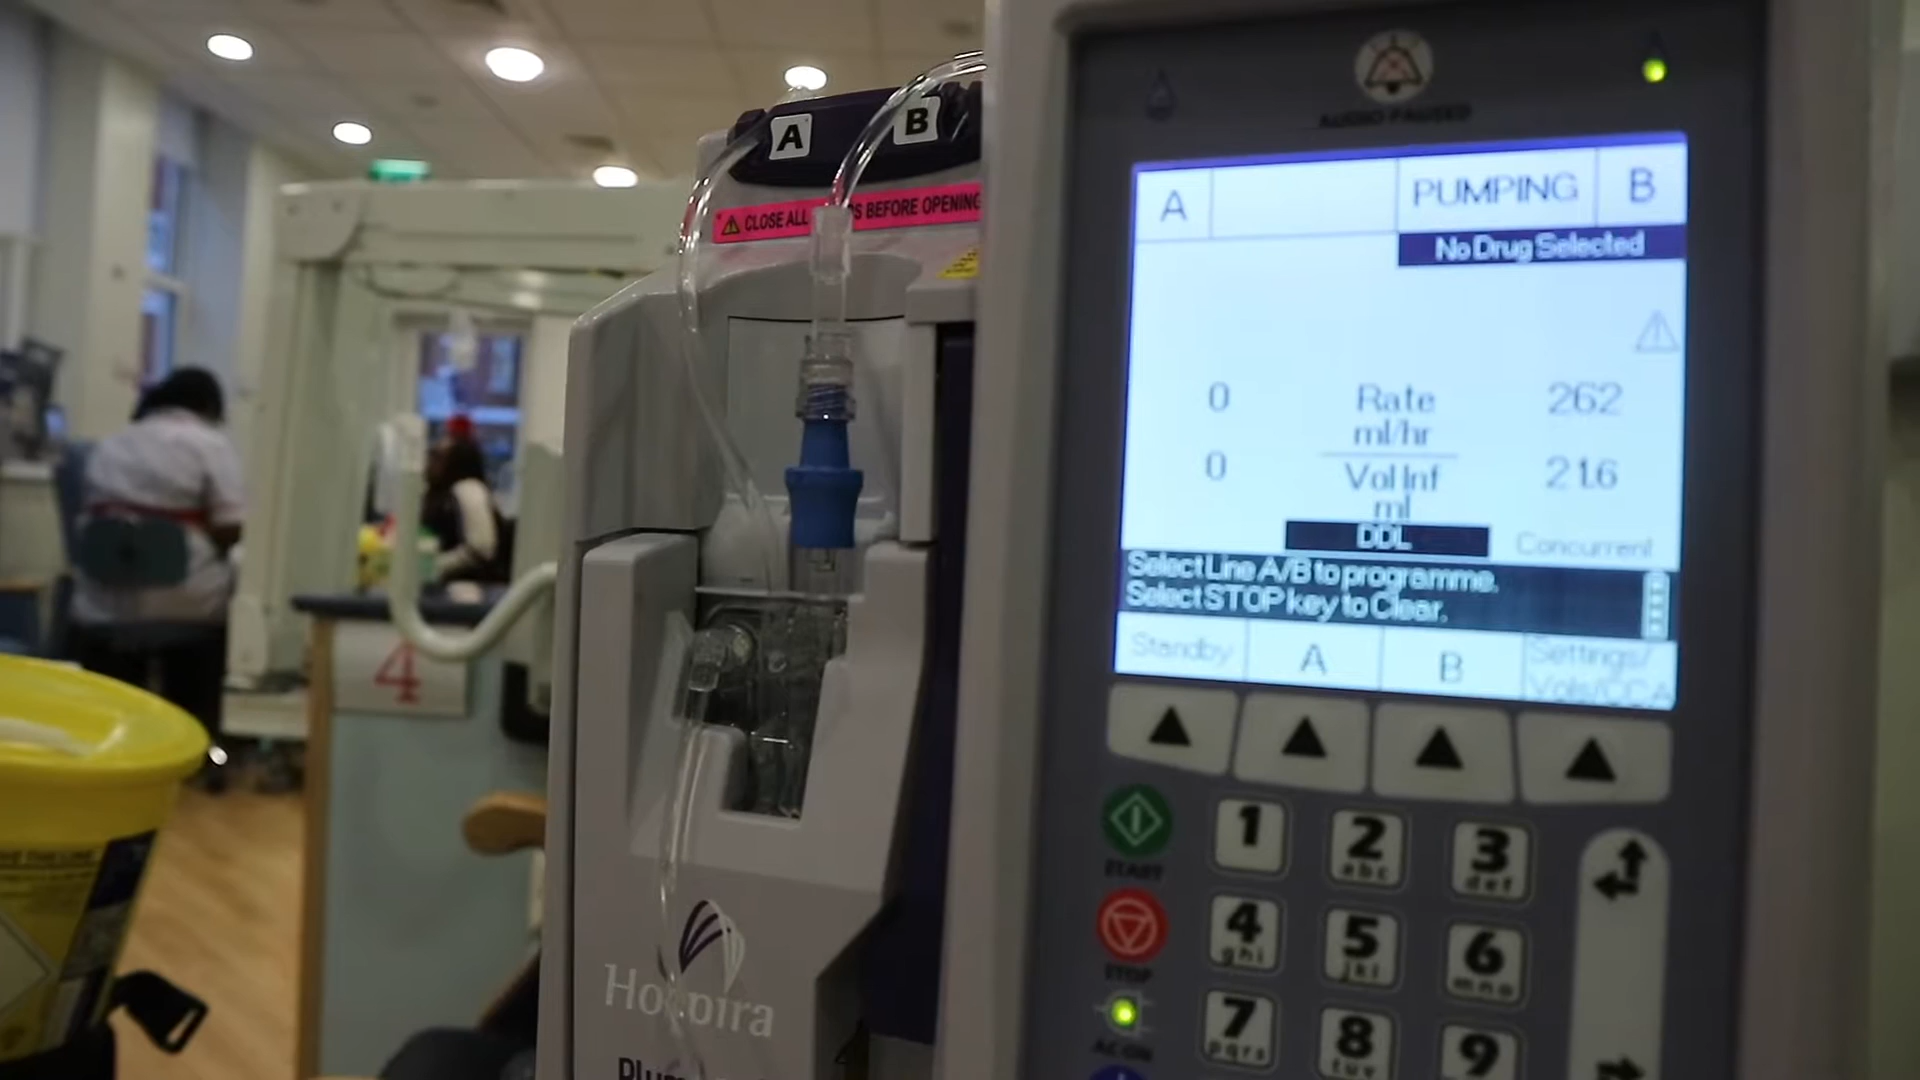 A
B
CLOSE ALL
BEFORE OPENING
4
Hospira
AUDIO PAUSED
A
PUMPING
B
No Drug Selected
0
Rate
262
ml/hr
0
Vol Inf
21.6
ml
DDL
Concurrent
Select Line A/B to programme.
Select STOP key to Clear.
Standby
A
B
Settings/
Vols/CCA
START
1
2 abc
3 def
STOP
4 ghi
5 jkl
6 mno
AC ON
7 pqrs
8 tuv
9